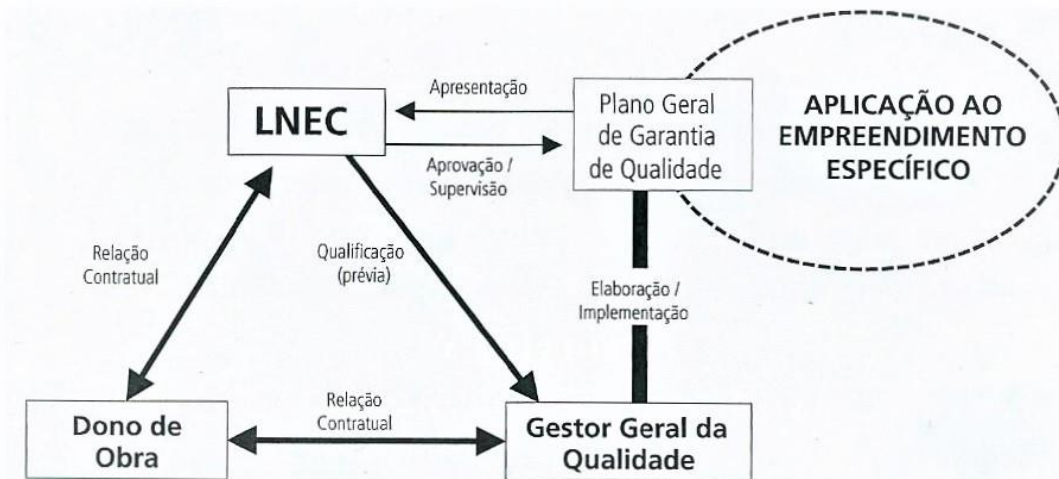 Apresentação
LNEC
Aprovação /
Supervisão
Plano Geral
de Garantia
de Qualidade
APLICAÇÃO AO
EMPREENDIMENTO
ESPECÍFICO
Relação
Contratual
Qualificação
(prévia)
Elaboração /
Implementação
Dono de
Obra
Relação
Contratual
Gestor Geral da
Qualidade